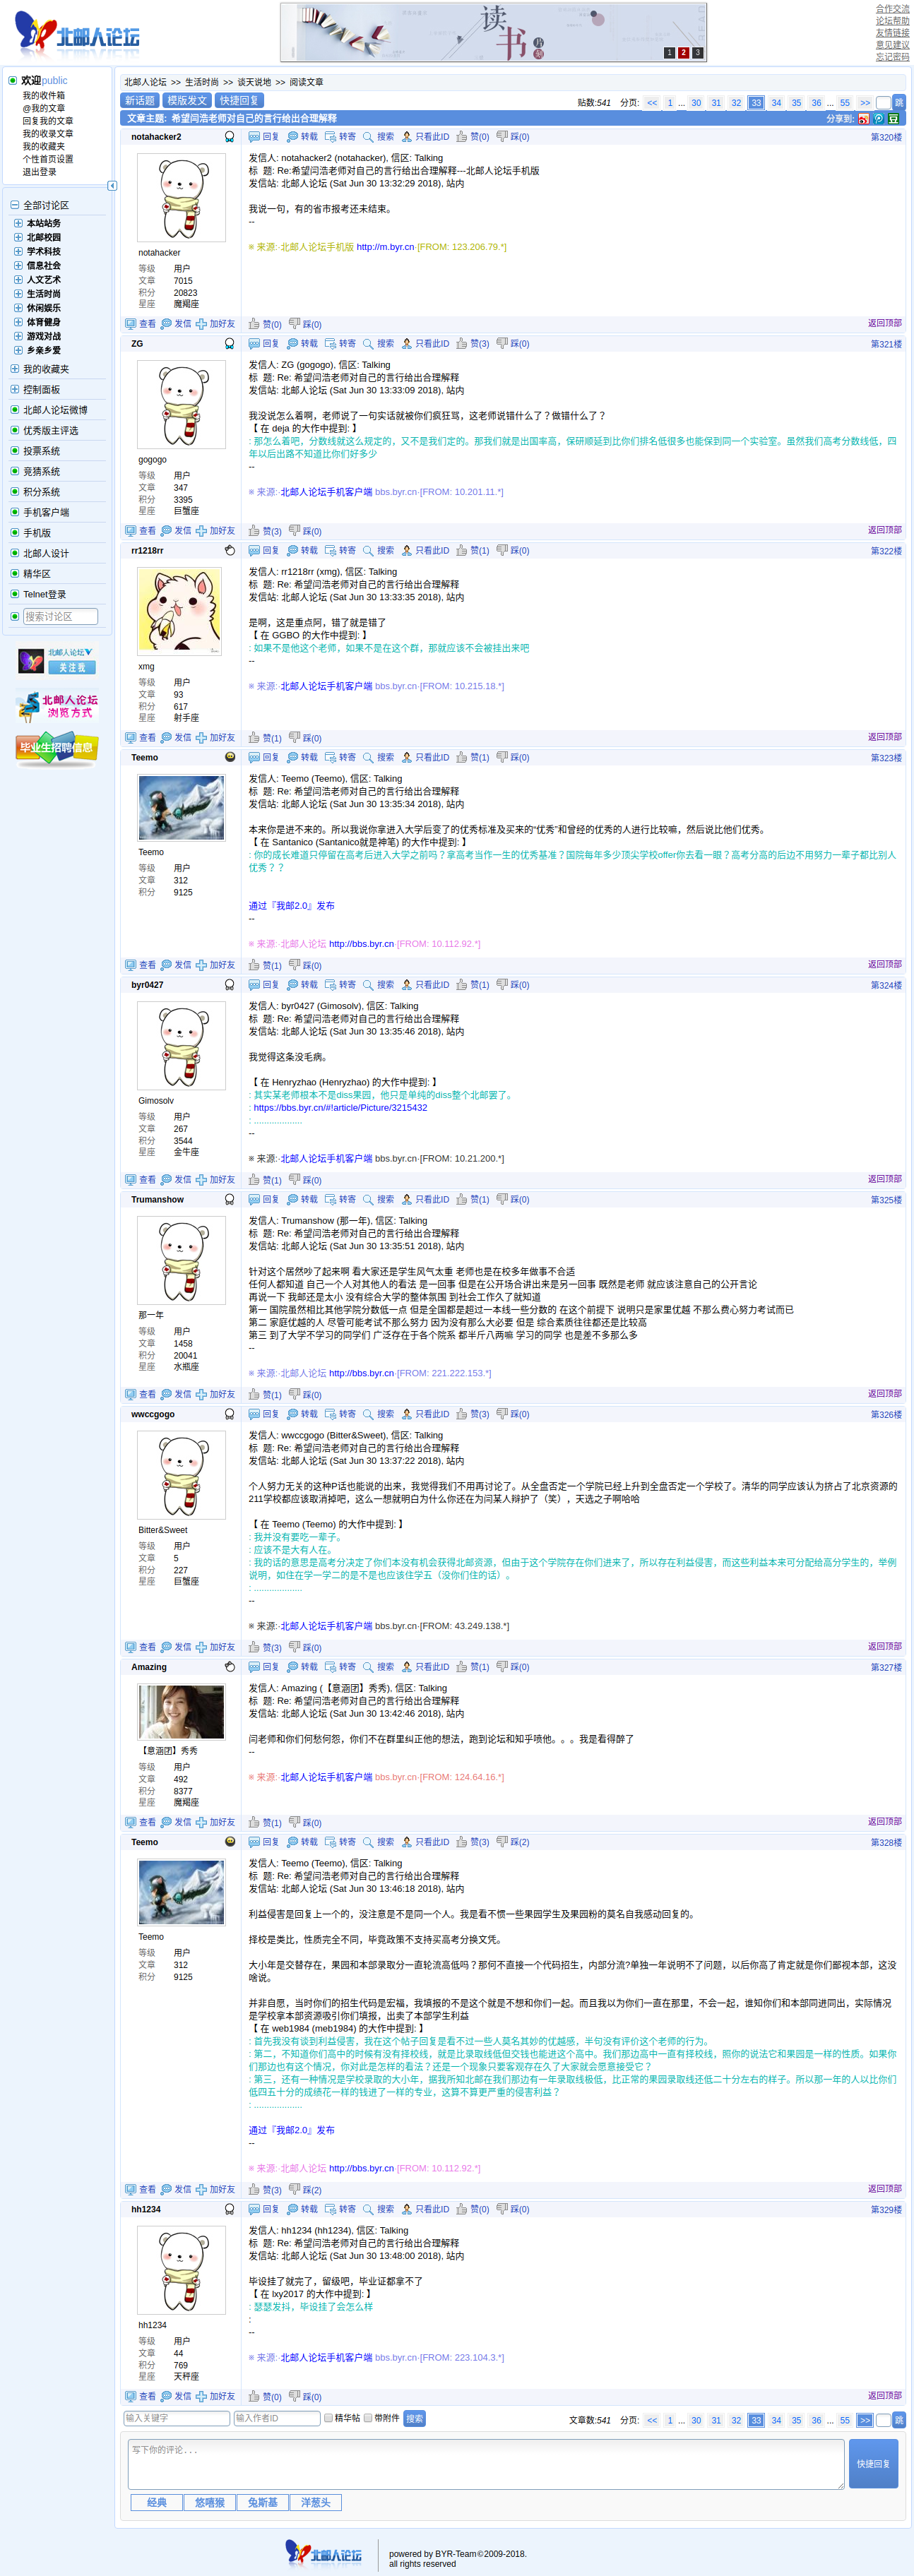 北邮人论坛
读书
月
1 2 3
合作交流
论坛帮助
友情链接
意见建议
忘记密码
欢迎public
我的收件箱
@我的文章
回复我的文章
我的收录文章
我的收藏夹
个性首页设置
退出登录
全部讨论区
本站站务
北邮校园
学术科技
信息社会
人文艺术
生活时尚
休闲娱乐
体育健身
游戏对战
乡亲乡爱
我的收藏夹
控制面板
北邮人论坛微博
优秀版主评选
投票系统
竞猜系统
积分系统
手机客户端
手机版
北邮人设计
精华区
Telnet登录
搜索讨论区
北邮人论坛
关注我
北邮人论坛
浏览方式
毕业生招聘信息
北邮人论坛 >> 生活时尚 >> 谈天说地 >> 阅读文章
新话题 模版发文 快捷回复
贴数:541 分页: << 1 ... 30 31 32 33 34 35 36 ... 55 >> 跳
文章主题: 希望闫浩老师对自己的言行给出合理解释
分享到:
notahacker2
回复 转载 转寄 搜索 只看此ID 赞(0) 踩(0)
第320楼
notahacker
等级 用户
文章 7015
积分 20823
星座 魔羯座
发信人: notahacker2 (notahacker), 信区: Talking
标 题: Re:希望闫浩老师对自己的言行给出合理解释---北邮人论坛手机版
发信站: 北邮人论坛 (Sat Jun 30 13:32:29 2018), 站内
我说一句，有的省市报考还未结束。
--
※ 来源:·北邮人论坛手机版 http://m.byr.cn·[FROM: 123.206.79.*]
查看 发信 加好友 赞(0) 踩(0) 返回顶部
ZG
回复 转载 转寄 搜索 只看此ID 赞(3) 踩(0)
第321楼
gogogo
等级 用户
文章 347
积分 3395
星座 巨蟹座
发信人: ZG (gogogo), 信区: Talking
标 题: Re: 希望闫浩老师对自己的言行给出合理解释
发信站: 北邮人论坛 (Sat Jun 30 13:33:09 2018), 站内
我没说怎么着啊，老师说了一句实话就被你们疯狂骂，这老师说错什么了？做错什么了？
【 在 deja 的大作中提到: 】
: 那怎么着吧，分数线就这么规定的，又不是我们定的。那我们就是出国率高，保研顺延到比你们排名低很多也能保到同一个实验室。虽然我们高考分数线低，四年以后出路不知道比你们好多少
--
※ 来源:·北邮人论坛手机客户端 bbs.byr.cn·[FROM: 10.201.11.*]
查看 发信 加好友 赞(3) 踩(0) 返回顶部
rr1218rr
回复 转载 转寄 搜索 只看此ID 赞(1) 踩(0)
第322楼
xmg
等级 用户
文章 93
积分 617
星座 射手座
发信人: rr1218rr (xmg), 信区: Talking
标 题: Re: 希望闫浩老师对自己的言行给出合理解释
发信站: 北邮人论坛 (Sat Jun 30 13:33:35 2018), 站内
是啊，这是重点阿，错了就是错了
【 在 GGBO 的大作中提到: 】
: 如果不是他这个老师，如果不是在这个群，那就应该不会被挂出来吧
--
※ 来源:·北邮人论坛手机客户端 bbs.byr.cn·[FROM: 10.215.18.*]
查看 发信 加好友 赞(1) 踩(0) 返回顶部
Teemo
回复 转载 转寄 搜索 只看此ID 赞(1) 踩(0)
第323楼
Teemo
等级 用户
文章 312
积分 9125
发信人: Teemo (Teemo), 信区: Talking
标 题: Re: 希望闫浩老师对自己的言行给出合理解释
发信站: 北邮人论坛 (Sat Jun 30 13:35:34 2018), 站内
本来你是进不来的。所以我说你拿进入大学后变了的优秀标准及买来的“优秀”和曾经的优秀的人进行比较嘛，然后说比他们优秀。
【 在 Santanico (Santanico就是神笔) 的大作中提到: 】
: 你的成长难道只停留在高考后进入大学之前吗？拿高考当作一生的优秀基准？国院每年多少顶尖学校offer你去看一眼？高考分高的后边不用努力一辈子都比别人优秀？？
通过『我邮2.0』发布
--
※ 来源:·北邮人论坛 http://bbs.byr.cn·[FROM: 10.112.92.*]
查看 发信 加好友 赞(1) 踩(0) 返回顶部
byr0427
回复 转载 转寄 搜索 只看此ID 赞(1) 踩(0)
第324楼
Gimosolv
等级 用户
文章 267
积分 3544
星座 金牛座
发信人: byr0427 (Gimosolv), 信区: Talking
标 题: Re: 希望闫浩老师对自己的言行给出合理解释
发信站: 北邮人论坛 (Sat Jun 30 13:35:46 2018), 站内
我觉得这条没毛病。
【 在 Henryzhao (Henryzhao) 的大作中提到: 】
: 其实某老师根本不是diss果园，他只是单纯的diss整个北邮罢了。
: https://bbs.byr.cn/#!article/Picture/3215432
: ...................
--
※ 来源:·北邮人论坛手机客户端 bbs.byr.cn·[FROM: 10.21.200.*]
查看 发信 加好友 赞(1) 踩(0) 返回顶部
Trumanshow
回复 转载 转寄 搜索 只看此ID 赞(1) 踩(0)
第325楼
那一年
等级 用户
文章 1458
积分 20041
星座 水瓶座
发信人: Trumanshow (那一年), 信区: Talking
标 题: Re: 希望闫浩老师对自己的言行给出合理解释
发信站: 北邮人论坛 (Sat Jun 30 13:35:51 2018), 站内
针对这个居然吵了起来啊 看大家还是学生风气太重 老师也是在校多年做事不合适
任何人都知道 自己一个人对其他人的看法 是一回事 但是在公开场合讲出来是另一回事 既然是老师 就应该注意自己的公开言论
再说一下 我邮还是太小 没有综合大学的整体氛围 到社会工作久了就知道
第一 国院虽然相比其他学院分数低一点 但是全国都是超过一本线一些分数的 在这个前提下 说明只是家里优越 不那么费心努力考试而已
第二 家庭优越的人 尽管可能考试不那么努力 因为没有那么大必要 但是 综合素质往往都还是比较高
第三 到了大学不学习的同学们 广泛存在于各个院系 都半斤八两嘛 学习的同学 也是差不多那么多
--
※ 来源:·北邮人论坛 http://bbs.byr.cn·[FROM: 221.222.153.*]
查看 发信 加好友 赞(1) 踩(0) 返回顶部
wwccgogo
回复 转载 转寄 搜索 只看此ID 赞(3) 踩(0)
第326楼
Bitter&Sweet
等级 用户
文章 5
积分 227
星座 巨蟹座
发信人: wwccgogo (Bitter&Sweet), 信区: Talking
标 题: Re: 希望闫浩老师对自己的言行给出合理解释
发信站: 北邮人论坛 (Sat Jun 30 13:37:22 2018), 站内
个人努力无关的这种P话也能说的出来，我觉得我们不用再讨论了。从全盘否定一个学院已经上升到全盘否定一个学校了。清华的同学应该认为挤占了北京资源的211学校都应该取消掉吧，这么一想就明白为什么你还在为闫某人辩护了（笑），天选之子啊哈哈
【 在 Teemo (Teemo) 的大作中提到: 】
: 我并没有要吃一辈子。
: 应该不是大有人在。
: 我的话的意思是高考分决定了你们本没有机会获得北邮资源，但由于这个学院存在你们进来了，所以存在利益侵害，而这些利益本来可分配给高分学生的，举例说明，如住在学一学二的是不是也应该住学五（没你们住的话）。
: ...................
--
※ 来源:·北邮人论坛手机客户端 bbs.byr.cn·[FROM: 43.249.138.*]
查看 发信 加好友 赞(3) 踩(0) 返回顶部
Amazing
回复 转载 转寄 搜索 只看此ID 赞(1) 踩(0)
第327楼
【意涵团】秀秀
等级 用户
文章 492
积分 8377
星座 魔羯座
发信人: Amazing (【意涵团】秀秀), 信区: Talking
标 题: Re: 希望闫浩老师对自己的言行给出合理解释
发信站: 北邮人论坛 (Sat Jun 30 13:42:46 2018), 站内
闫老师和你们何愁何怨，你们不在群里纠正他的想法，跑到论坛和知乎喷他。。。我是看得醉了
--
※ 来源:·北邮人论坛手机客户端 bbs.byr.cn·[FROM: 124.64.16.*]
查看 发信 加好友 赞(1) 踩(0) 返回顶部
Teemo
回复 转载 转寄 搜索 只看此ID 赞(3) 踩(2)
第328楼
Teemo
等级 用户
文章 312
积分 9125
发信人: Teemo (Teemo), 信区: Talking
标 题: Re: 希望闫浩老师对自己的言行给出合理解释
发信站: 北邮人论坛 (Sat Jun 30 13:46:18 2018), 站内
利益侵害是回复上一个的，没注意是不是同一个人。我是看不惯一些果园学生及果园粉的莫名自我感动回复的。
择校是类比，性质完全不同，毕竟政策不支持买高考分换文凭。
大小年是交替存在，果园和本部录取分一直轮流高低吗？那何不直接一个代码招生，内部分流?单独一年说明不了问题，以后你高了肯定就是你们鄙视本部，这没啥说。
并非自愿，当时你们的招生代码是宏福，我填报的不是这个就是不想和你们一起。而且我以为你们一直在那里，不会一起，谁知你们和本部同进同出，实际情况是学校拿本部资源吸引你们填报，出卖了本部学生利益
【 在 web1984 (meb1984) 的大作中提到: 】
: 首先我没有谈到利益侵害，我在这个帖子回复是看不过一些人莫名其妙的优越感，半句没有评价这个老师的行为。
: 第二，不知道你们高中的时候有没有择校线，就是比录取线低但交钱也能进这个高中。我们那边高中一直有择校线，照你的说法它和果园是一样的性质。如果你们那边也有这个情况，你对此是怎样的看法？还是一个现象只要客观存在久了大家就会愿意接受它？
: 第三，还有一种情况是学校录取的大小年，据我所知北邮在我们那边有一年录取线极低，比正常的果园录取线还低二十分左右的样子。所以那一年的人以比你们低四五十分的成绩花一样的钱进了一样的专业，这算不算更严重的侵害利益？
: ...................
通过『我邮2.0』发布
--
※ 来源:·北邮人论坛 http://bbs.byr.cn·[FROM: 10.112.92.*]
查看 发信 加好友 赞(3) 踩(2) 返回顶部
hh1234
回复 转载 转寄 搜索 只看此ID 赞(0) 踩(0)
第329楼
hh1234
等级 用户
文章 44
积分 769
星座 天秤座
发信人: hh1234 (hh1234), 信区: Talking
标 题: Re: 希望闫浩老师对自己的言行给出合理解释
发信站: 北邮人论坛 (Sat Jun 30 13:48:00 2018), 站内
毕设挂了就完了，留级吧，毕业证都拿不了
【 在 lxy2017 的大作中提到: 】
: 瑟瑟发抖，毕设挂了会怎么样
:
--
※ 来源:·北邮人论坛手机客户端 bbs.byr.cn·[FROM: 223.104.3.*]
查看 发信 加好友 赞(0) 踩(0) 返回顶部
输入关键字 输入作者ID 精华帖 带附件 搜索
文章数:541 分页: << 1 ... 30 31 32 33 34 35 36 ... 55 >> 跳
写下你的评论...
快捷回复
经典 悠嘻猴 兔斯基 洋葱头
北邮人论坛
powered by BYR-Team©2009-2018.
all rights reserved